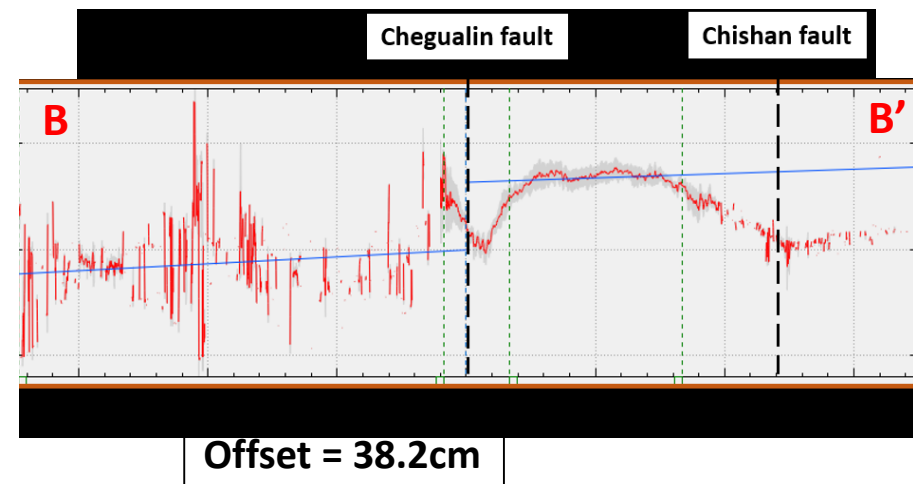 Chegualin fault
Chishan fault
B
B’
Offset = 38.2cm